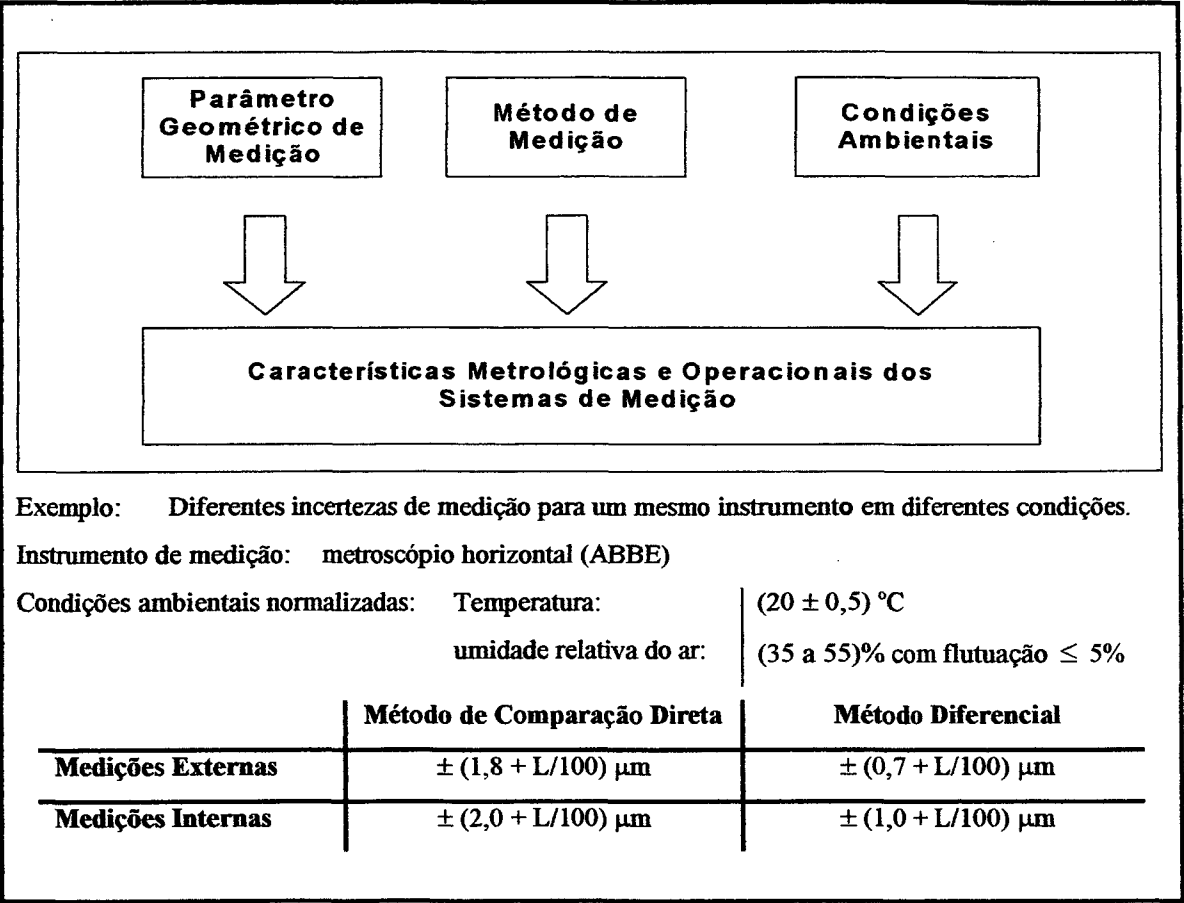 Parâmetro
Geométrico de
Medição
Método de
Medição
Condições
Ambientais
Características Metrológicas e Operacionais dos
Sistemas de Medição
Exemplo: Diferentes incertezas de medição para um mesmo instrumento em diferentes condições.
Instrumento de medição: metroscópio horizontal (ABBE)
Condições ambientais normalizadas: Temperatura: (20 ± 0,5) °C
umidade relativa do ar: (35 a 55)% com flutuação ≤ 5%
Método de Comparação Direta Método Diferencial
Medições Externas ± (1,8 + L/100) µm ± (0,7 + L/100) µm
Medições Internas ± (2,0 + L/100) µm ± (1,0 + L/100) µm